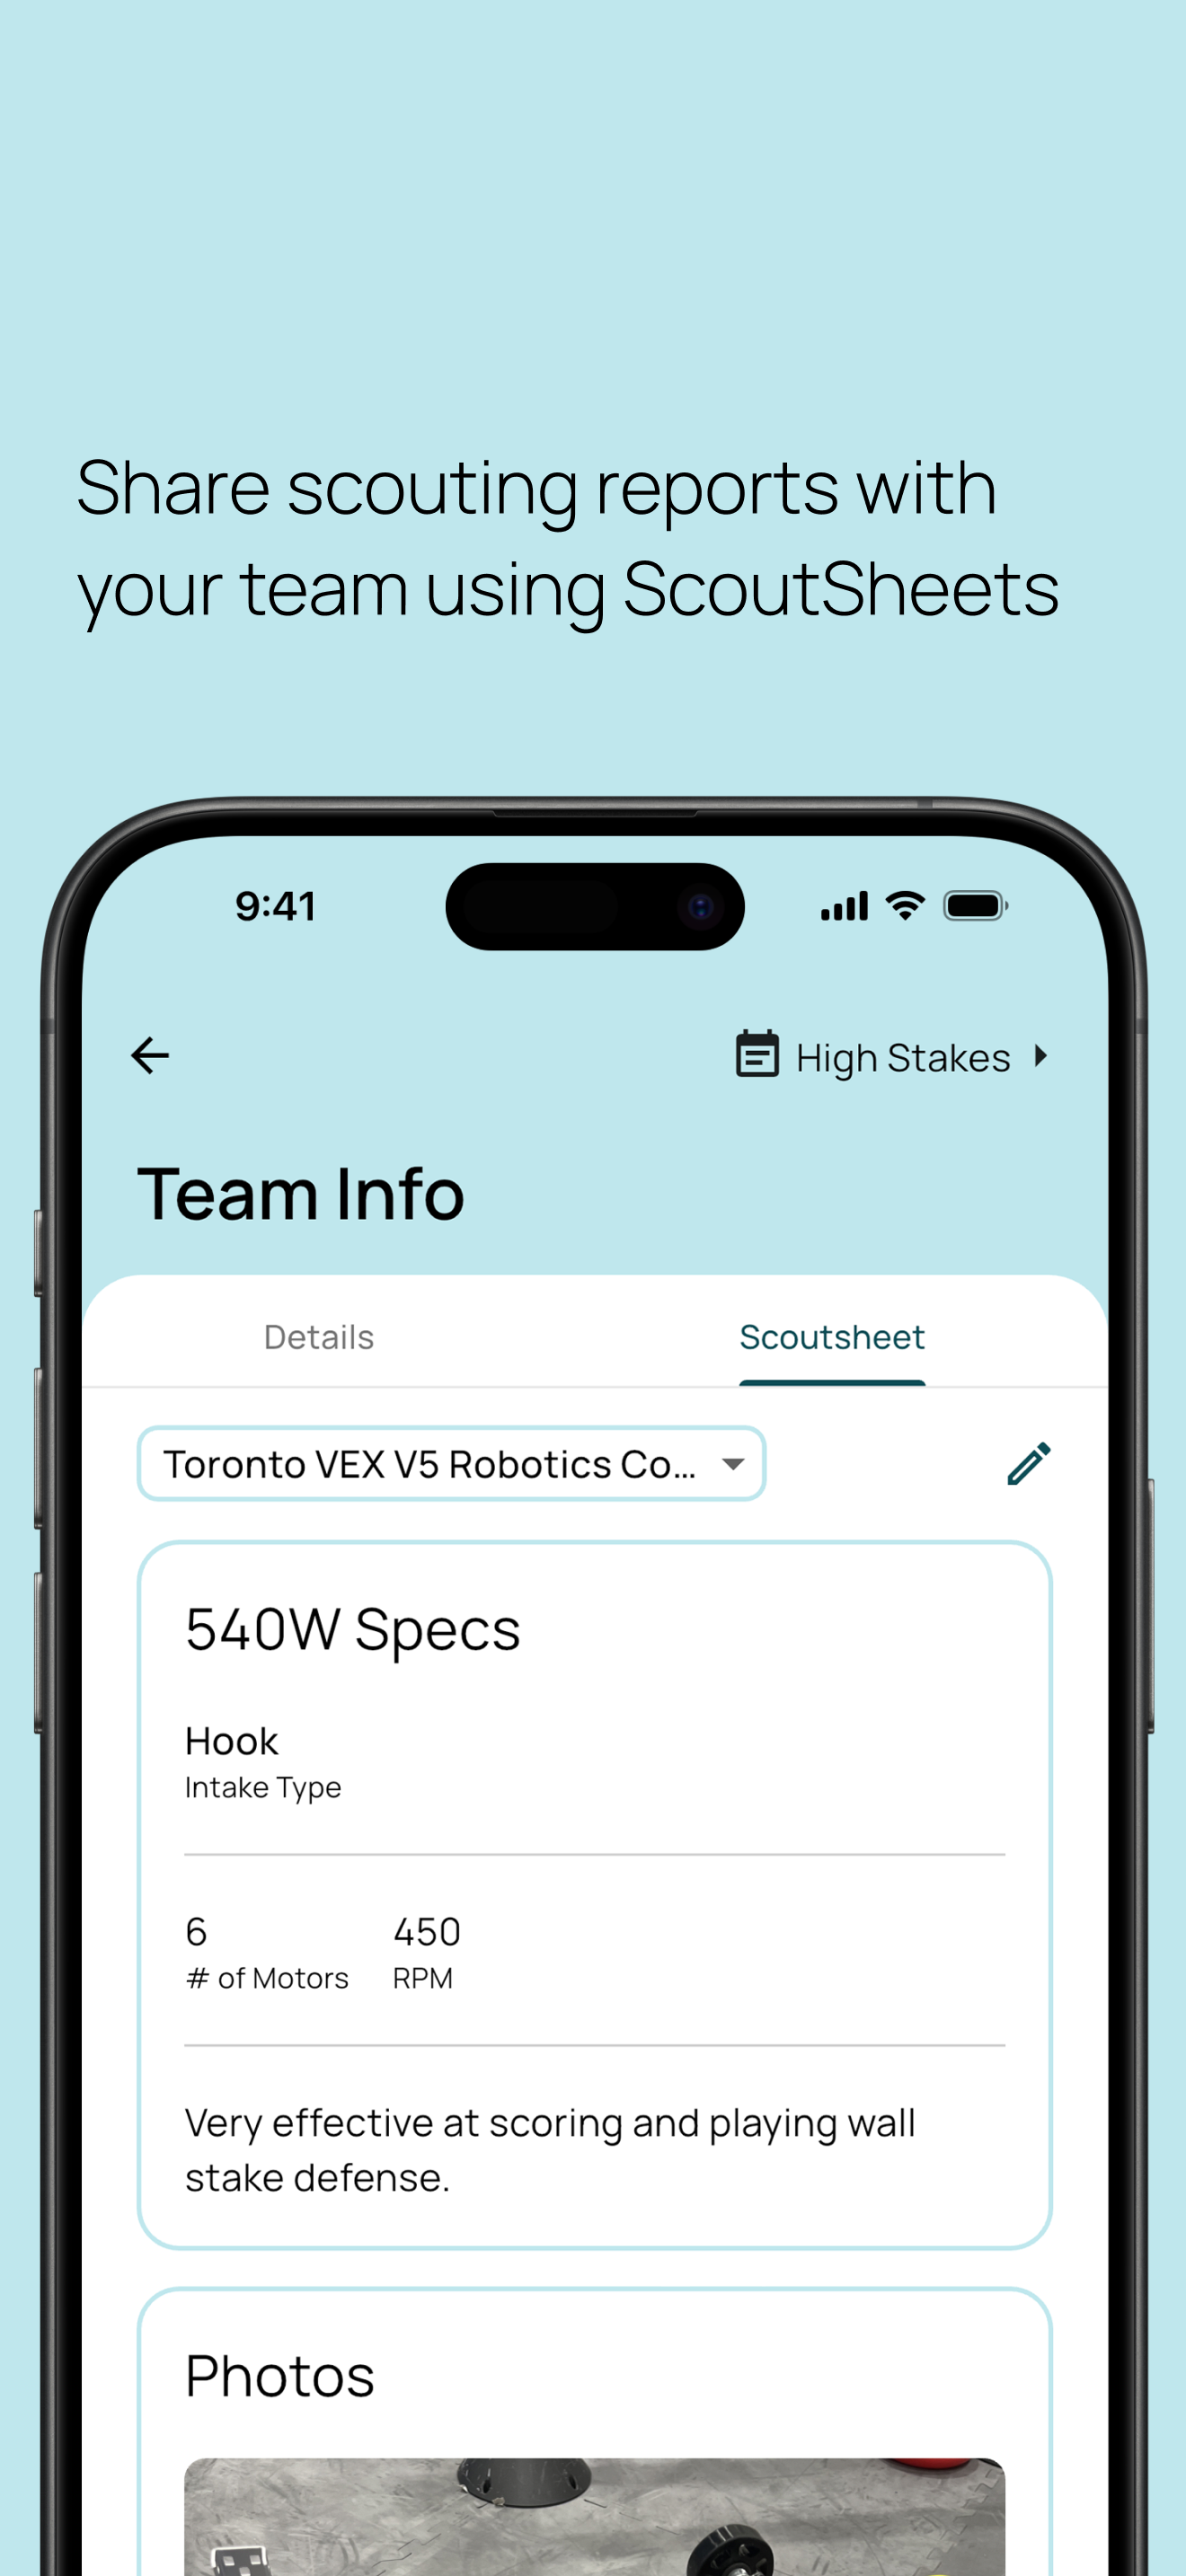 Share scouting reports with
your team using ScoutSheets
9:41
High Stakes
Team Info
Details
Scoutsheet
Toronto VEX V5 Robotics Co...
540W Specs
Hook
Intake Type
6
450
# of Motors
RPM
Very effective at scoring and playing wall
stake defense.
Photos